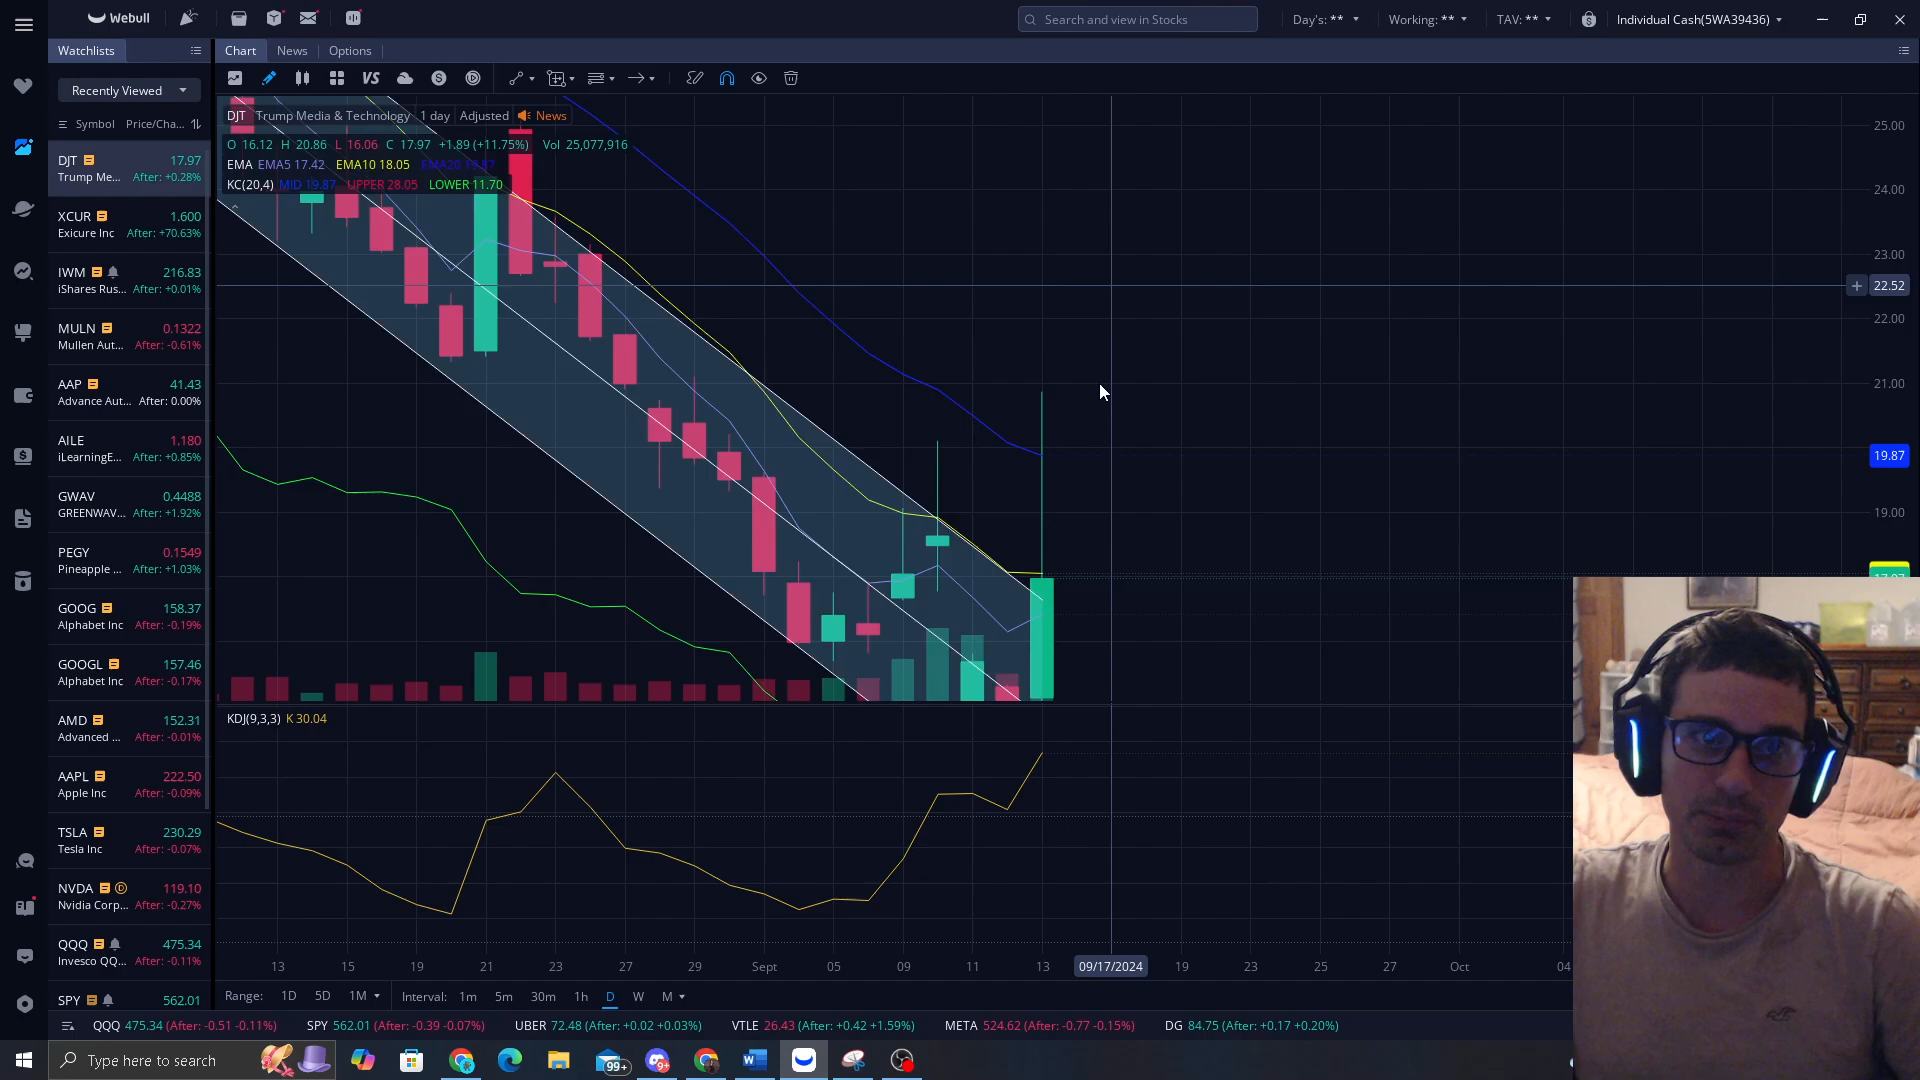 Webull
Search and view in Stocks
Day's: **
Working: **
TAV: **
Individual Cash(5WA39436)
Watchlists
Chart
News
Options
Recently Viewed
VS
Symbol Price/Cha...
DJT 17.97
Trump Me... After: +0.28%
XCUR 1.600
Exicure Inc After: +70.63%
IWM 216.83
iShares Rus... After: +0.01%
MULN 0.1322
Mullen Aut... After: -0.61%
AAP 41.43
Advance Aut... After: 0.00%
AILE 1.180
iLearningE... After: +0.85%
GWAV 0.4488
GREENWAV... After: +1.92%
PEGY 0.1549
Pineapple ... After: +1.03%
GOOG 158.37
Alphabet Inc After: -0.19%
GOOGL 157.46
Alphabet Inc After: -0.17%
AMD 152.31
Advanced ... After: -0.01%
AAPL 222.50
Apple Inc After: -0.09%
TSLA 230.29
Tesla Inc After: -0.07%
NVDA D 119.10
Nvidia Corp... After: -0.27%
QQQ 475.34
Invesco QQ... After: -0.11%
SPY 562.01
DJT Trump Media & Technology 1 day Adjusted News
O 16.12 H 20.86 L 16.06 C 17.97 +1.89 (+11.75%) Vol 25,077,916
EMA EMA5 17.42 EMA10 18.05 EMA20 19.87
KC(20,4) MID 19.87 UPPER 28.05 LOWER 11.70
25.00
24.00
23.00
22.52
22.00
21.00
19.87
19.00
KDJ(9,3,3) K 30.04
13 15 19 21 23 27 29 Sept 05 09 11 13 09/17/2024 19 23 25 27 Oct 04
Range: 1D 5D 1M Interval: 1m 5m 30m 1h D W M
QQQ 475.34 (After: -0.51 -0.11%) SPY 562.01 (After: -0.39 -0.07%) UBER 72.48 (After: +0.02 +0.03%) VTLE 26.43 (After: +0.42 +1.59%) META 524.62 (After: -0.77 -0.15%) DG 84.75 (After: +0.17 +0.20%)
Type here to search
99+
9+